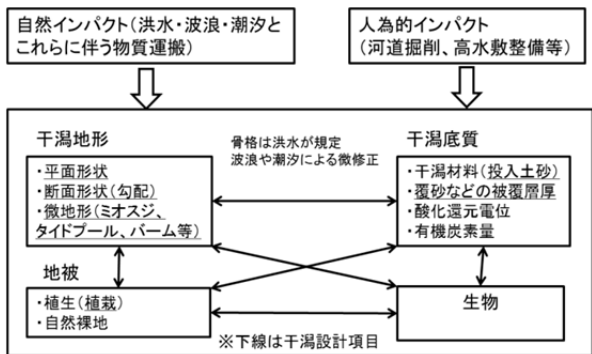 自然インパクト(洪水・波浪・潮汐と
これらに伴う物質運搬)
人為的インパクト
(河道掘削、高水敷整備等)
干潟地形
・平面形状
・断面形状(勾配)
・微地形(ミオスジ、
タイドプール、バーム等)
骨格は洪水が規定
波浪や潮汐による微修正
干潟底質
・干潟材料(投入土砂)
・覆砂などの被覆層厚
・酸化還元電位
・有機炭素量
地被
・植生(植栽)
・自然裸地
生物
※下線は干潟設計項目